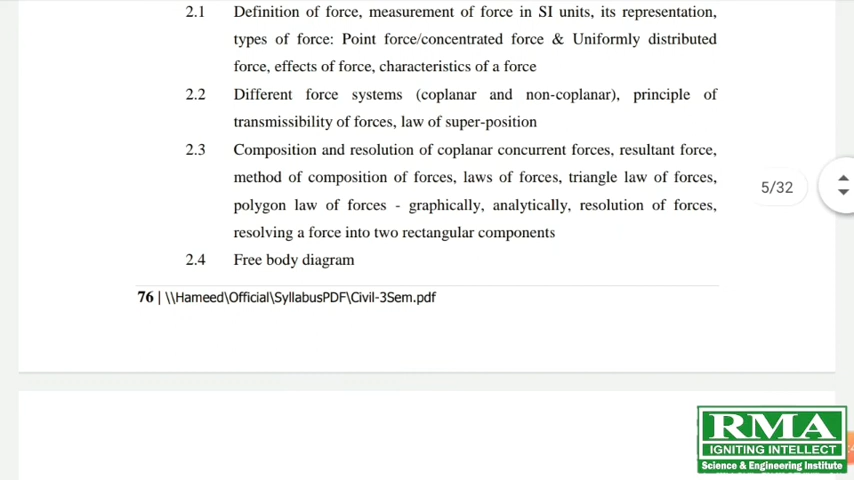 2.1 Definition of force, measurement of force in SI units, its representation,
types of force: Point force/concentrated force & Uniformly distributed
force, effects of force, characteristics of a force
2.2 Different force systems (coplanar and non-coplanar), principle of
transmissibility of forces, law of super-position
2.3 Composition and resolution of coplanar concurrent forces, resultant force,
method of composition of forces, laws of forces, triangle law of forces,
polygon law of forces - graphically, analytically, resolution of forces,
resolving a force into two rectangular components
2.4 Free body diagram
76 | \\Hameed\Official\SyllabusPDF\Civil-3Sem.pdf
5/32
RMA
IGNITING INTELLECT
Science & Engineering Institute